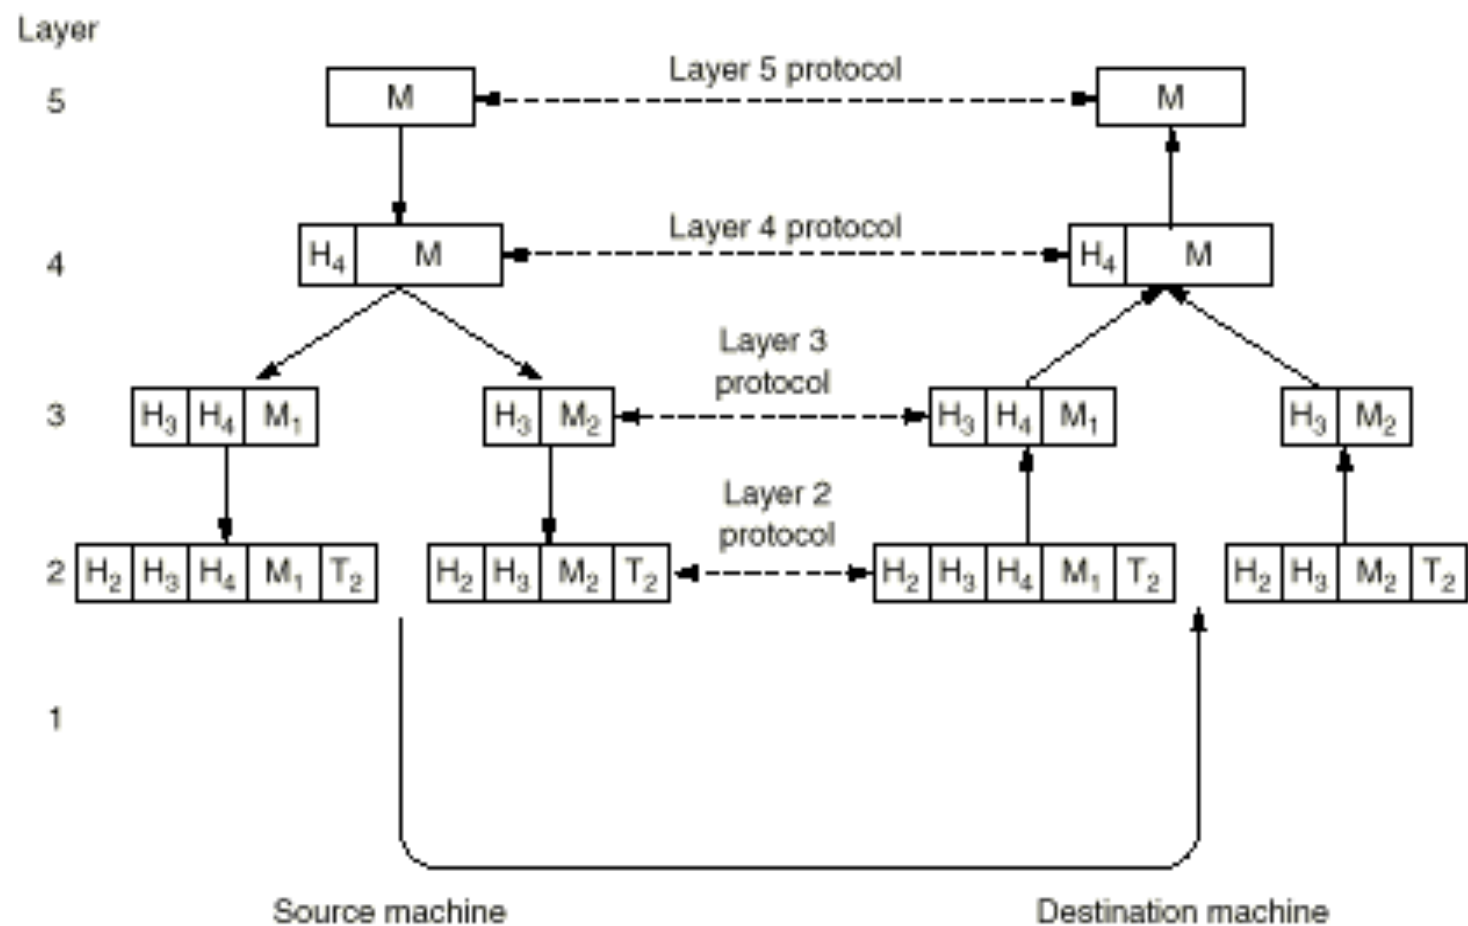 Layer
5 M Layer 5 protocol M
4 H₄ M Layer 4 protocol H₄ M
Layer 3
protocol
3 H₃ H₄ M₁ H₃ M₂ H₃ H₄ M₁ H₃ M₂
Layer 2
protocol
2 H₂ H₃ H₄ M₁ T₂ H₂ H₃ M₂ T₂ H₂ H₃ H₄ M₁ T₂ H₂ H₃ M₂ T₂
1
Source machine Destination machine